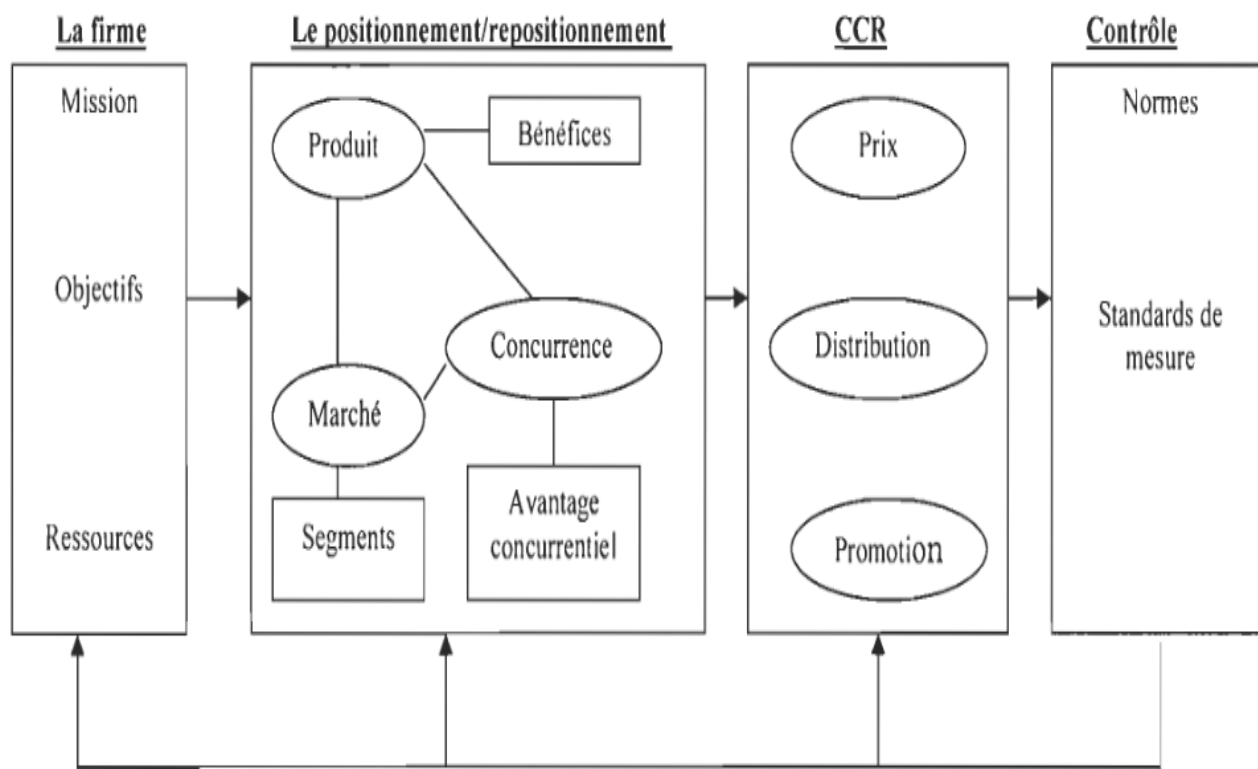 La firme
Le positionnement/repositionnement
CCR
Contrôle
Mission
Objectifs
Ressources
Produit
Bénéfices
Concurrence
Marché
Segments
Avantage
concurrentiel
Prix
Distribution
Promotion
Normes
Standards de
mesure